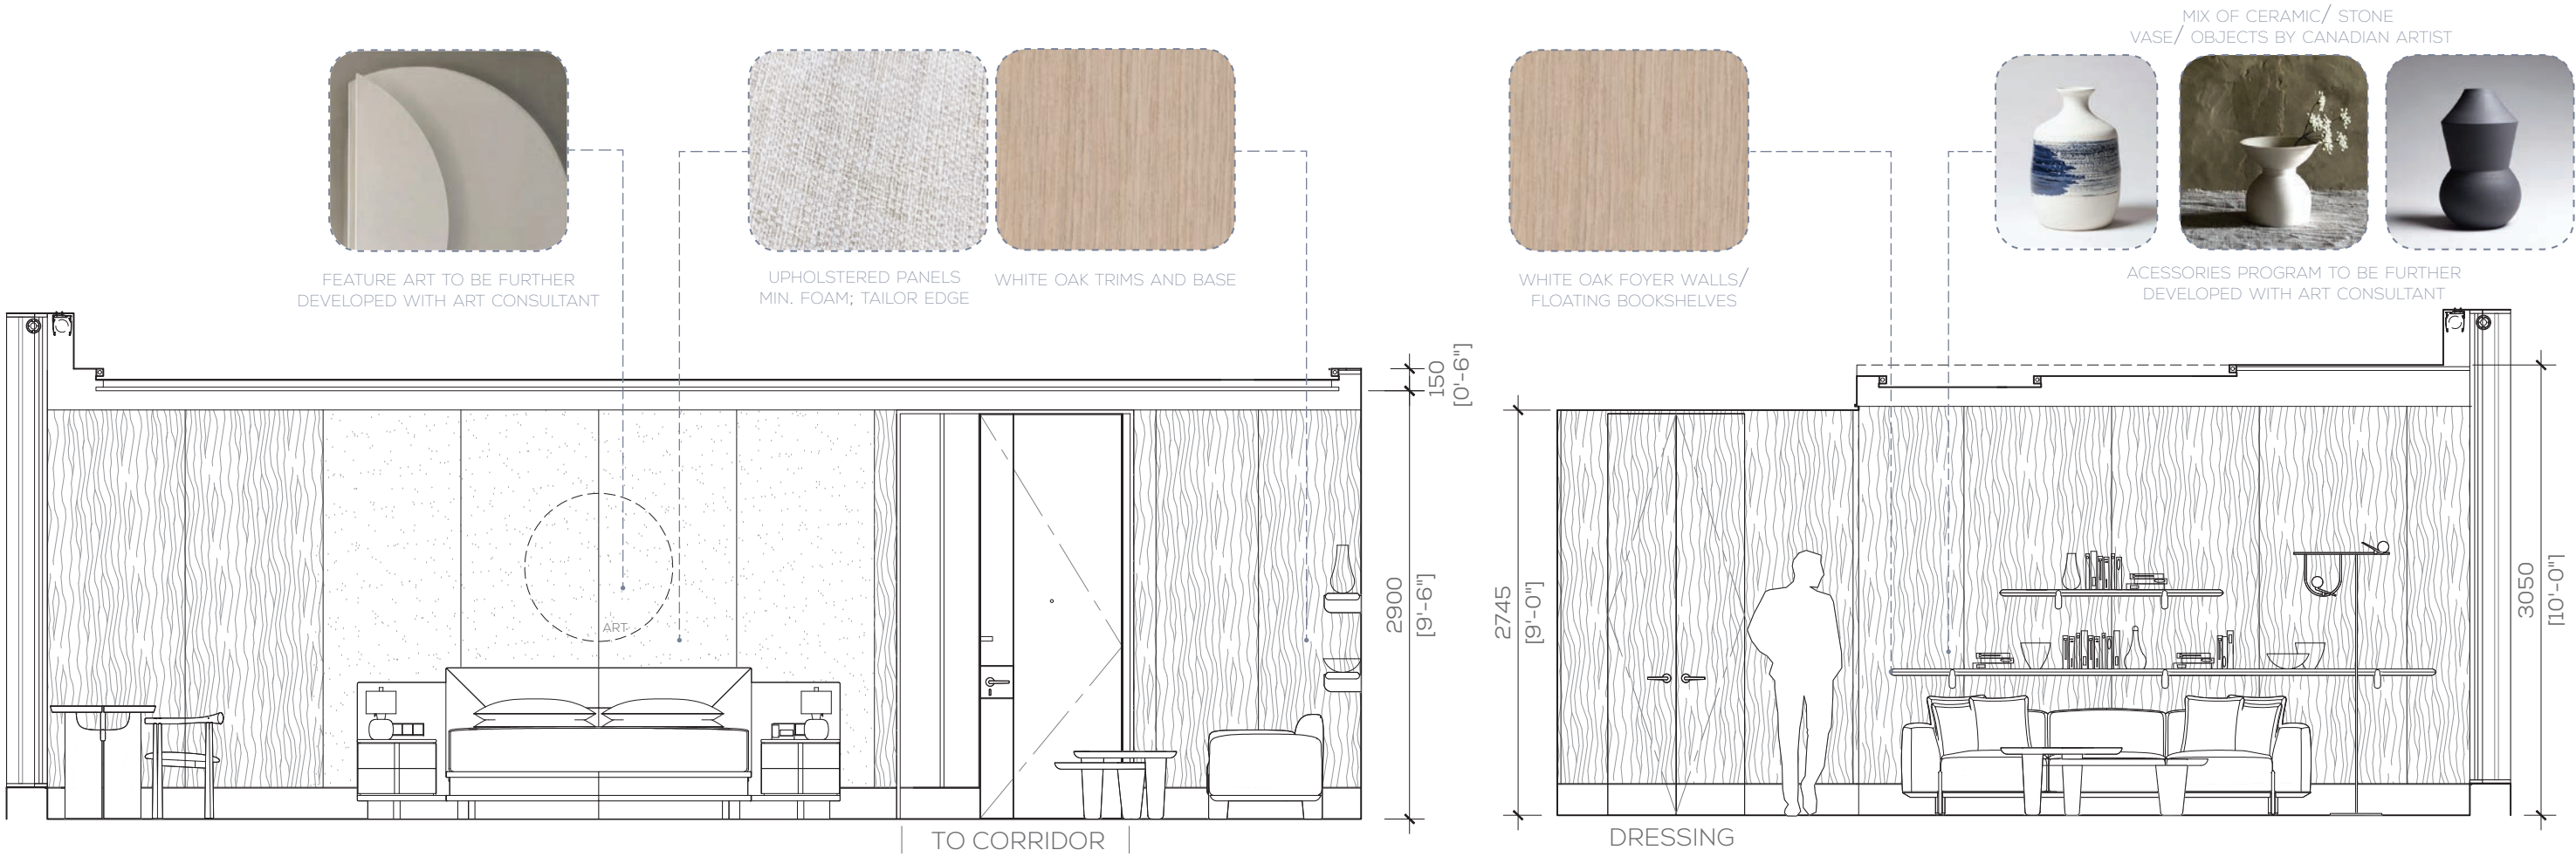 MIX OF CERAMIC/ STONE
VASE/ OBJECTS BY CANADIAN ARTIST
FEATURE ART TO BE FURTHER
DEVELOPED WITH ART CONSULTANT
UPHOLSTERED PANELS
MIN. FOAM; TAILOR EDGE
WHITE OAK TRIMS AND BASE
WHITE OAK FOYER WALLS/
FLOATING BOOKSHELVES
ACESSORIES PROGRAM TO BE FURTHER
DEVELOPED WITH ART CONSULTANT
150
[0'-6"]
2900
[9'-6"]
2745
[9'-0"]
3050
[10'-0"]
ART
TO CORRIDOR
DRESSING